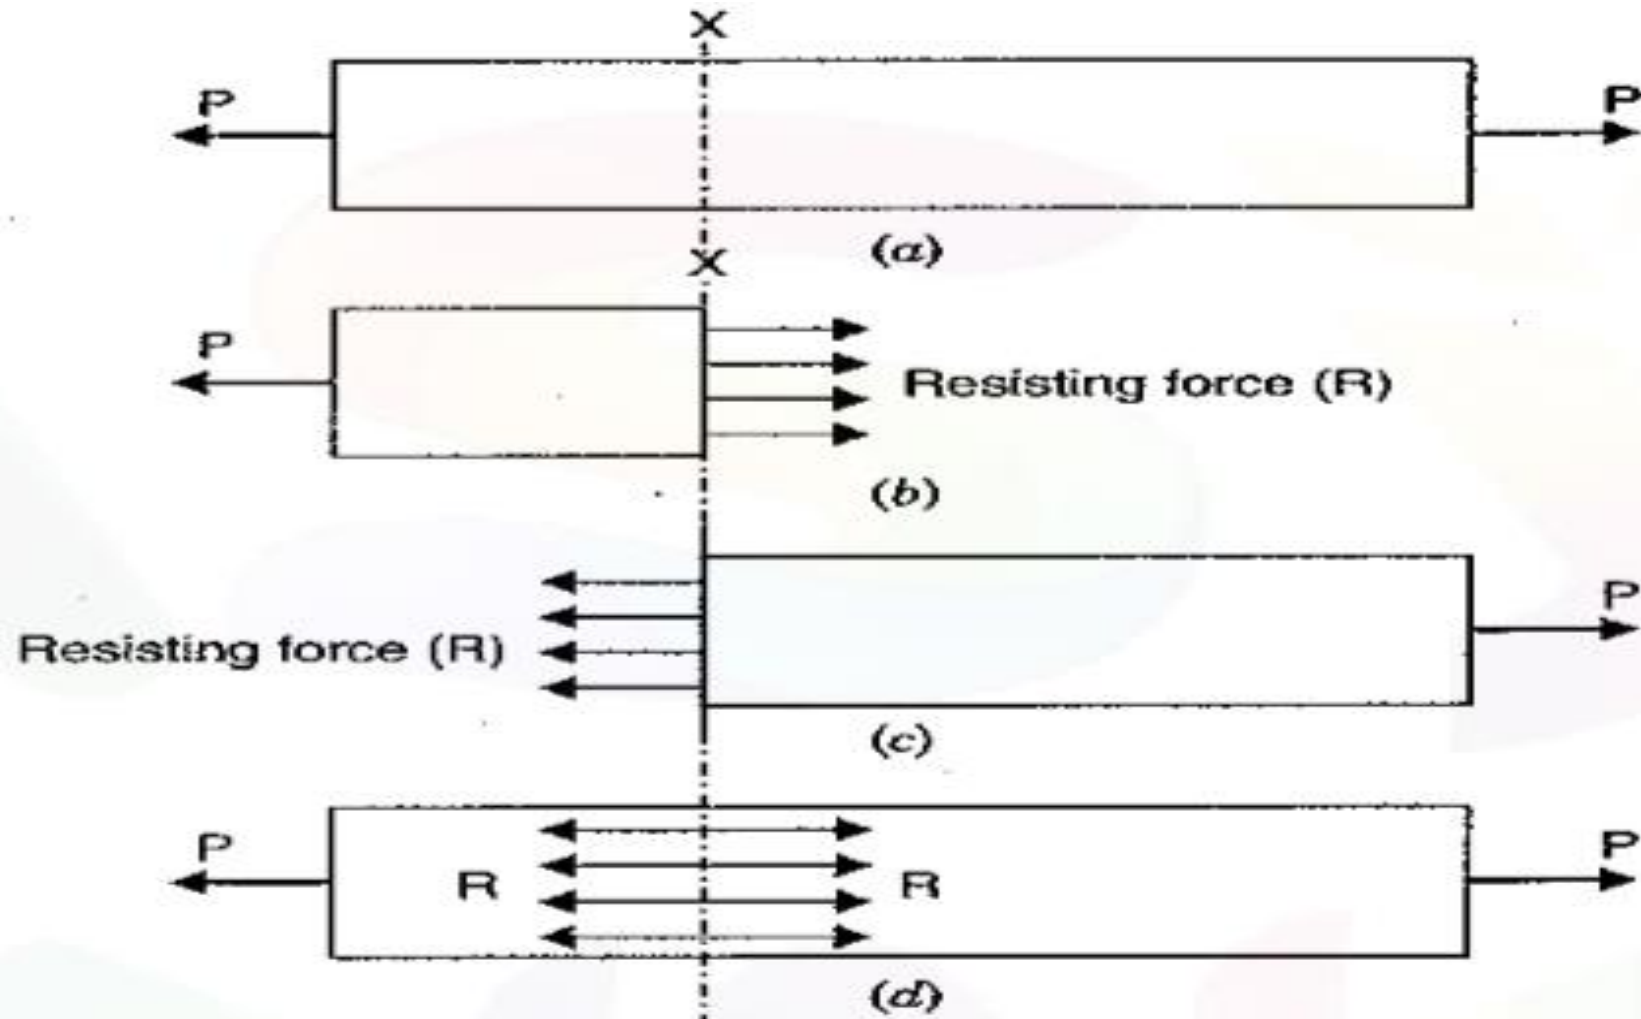 X
P P
(a)
X
P
Resisting force (R)
(b)
P
Resisting force (R)
(c)
P P
R R
(d)